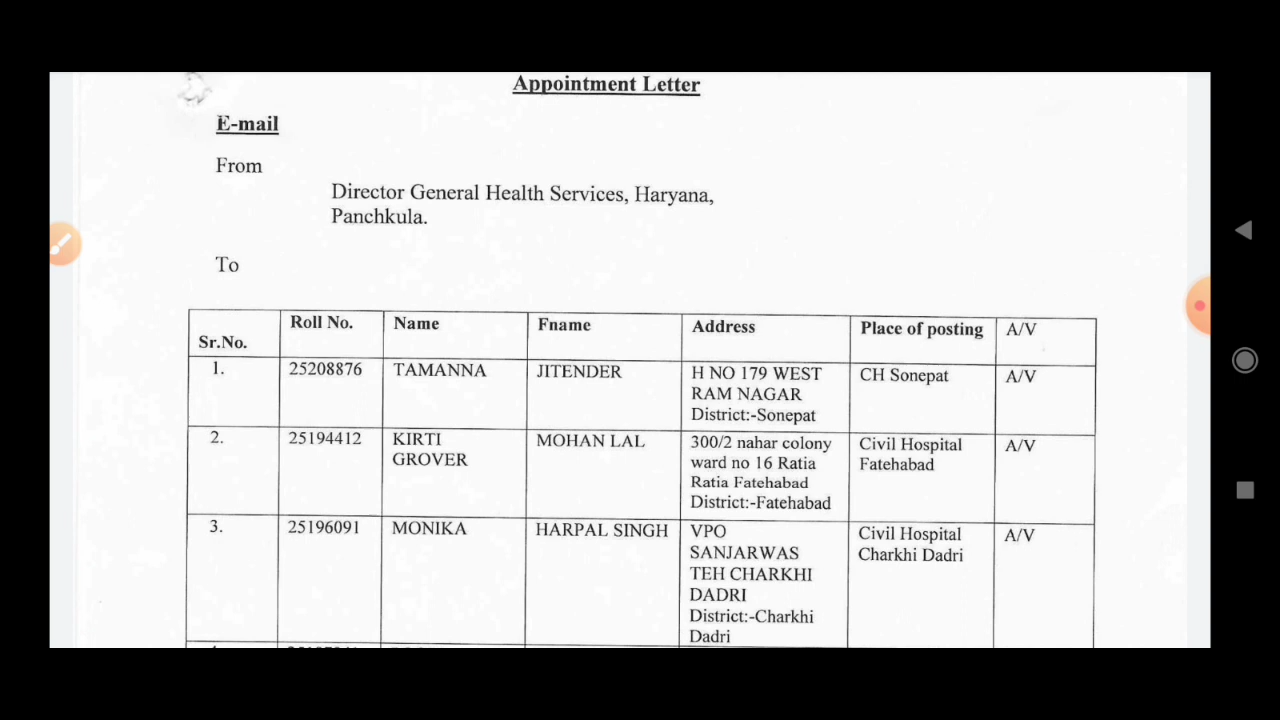 Appointment Letter
E-mail
From
Director General Health Services, Haryana,
Panchkula.
To
Sr.No. Roll No. Name Fname Address Place of posting A/V
1. 25208876 TAMANNA JITENDER H NO 179 WEST CH Sonepat A/V
RAM NAGAR
District:-Sonepat
2. 25194412 KIRTI MOHAN LAL 300/2 nahar colony Civil Hospital A/V
GROVER ward no 16 Ratia Fatehabad
Ratia Fatehabad
District:-Fatehabad
3. 25196091 MONIKA HARPAL SINGH VPO Civil Hospital A/V
SANJARWAS Charkhi Dadri
TEH CHARKHI
DADRI
District:-Charkhi
Dadri